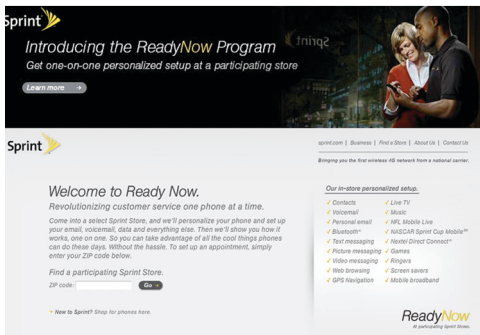 Sprint
Introducing the ReadyNow Program
Get one-on-one personalized setup at a participating store
Learn more
Sprint
Sprint
sprint.com | Business | Find a Store | About Us | Contact Us
Bringing you the first wireless 4G network from a national carrier.
Welcome to Ready Now.
Revolutionizing customer service one phone at a time.
Come into a select Sprint Store, and we'll personalize your phone and set up
your email, voicemail, data and everything else. Then we'll show you how it
works, one on one. So you can take advantage of all the cool things phones
can do these days. Without the hassle. To set up an appointment, simply
enter your ZIP code below.
Find a participating Sprint Store.
ZIP code:
Go
New to Sprint? Shop for phones here.
Our in-store personalized setup.
✓ Contacts
✓ Voicemail
✓ Personal email
✓ Bluetooth®
✓ Text messaging
✓ Picture messaging
✓ Video messaging
✓ Web browsing
✓ GPS Navigation
✓ Live TV
✓ Music
✓ NFL Mobile Live
✓ NASCAR Sprint Cup Mobile℠
✓ Nextel Direct Connect®
✓ Games
✓ Ringers
✓ Screen savers
✓ Mobile broadband
ReadyNow
At participating Sprint Stores.